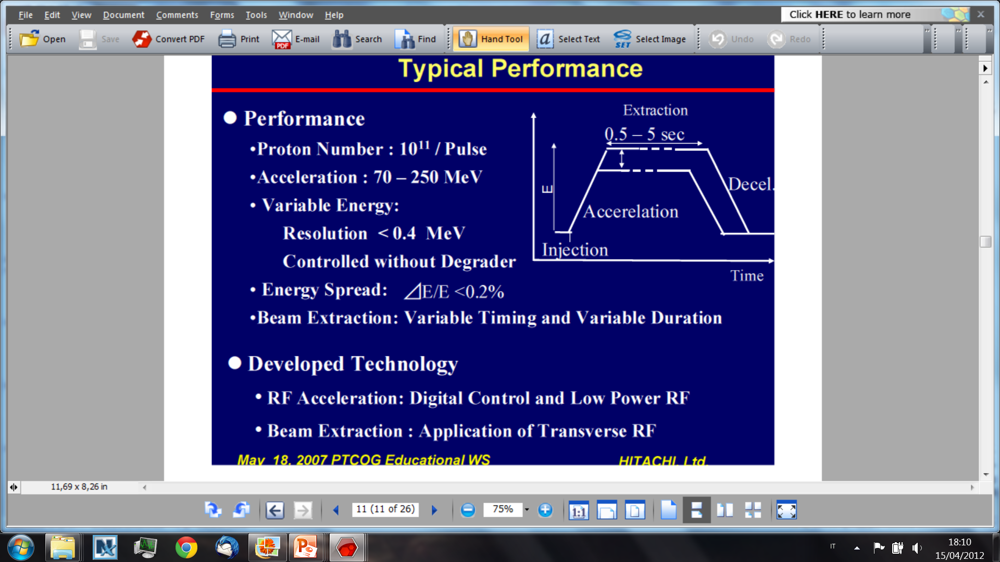 File Edit View Document Comments Forms Tools Window Help
Click HERE to learn more
Open Save Convert PDF Print E-mail Search Find Hand Tool Select Text Select Image Undo Redo
Typical Performance
● Performance
•Proton Number : 10¹¹ / Pulse
•Acceleration : 70 – 250 MeV
• Variable Energy:
Resolution < 0.4 MeV
Controlled without Degrader
• Energy Spread: ⊿E/E <0.2%
•Beam Extraction: Variable Timing and Variable Duration
Extraction
0.5 – 5 sec
E
Decel.
Accerelation
Injection
Time
● Developed Technology
• RF Acceleration: Digital Control and Low Power RF
• Beam Extraction : Application of Transverse RF
May 18, 2007 PTCOG Educational WS
HITACHI, Ltd.
11,69 x 8,26 in
11 (11 of 26)
75%
1:1
IT
18:10
15/04/2012